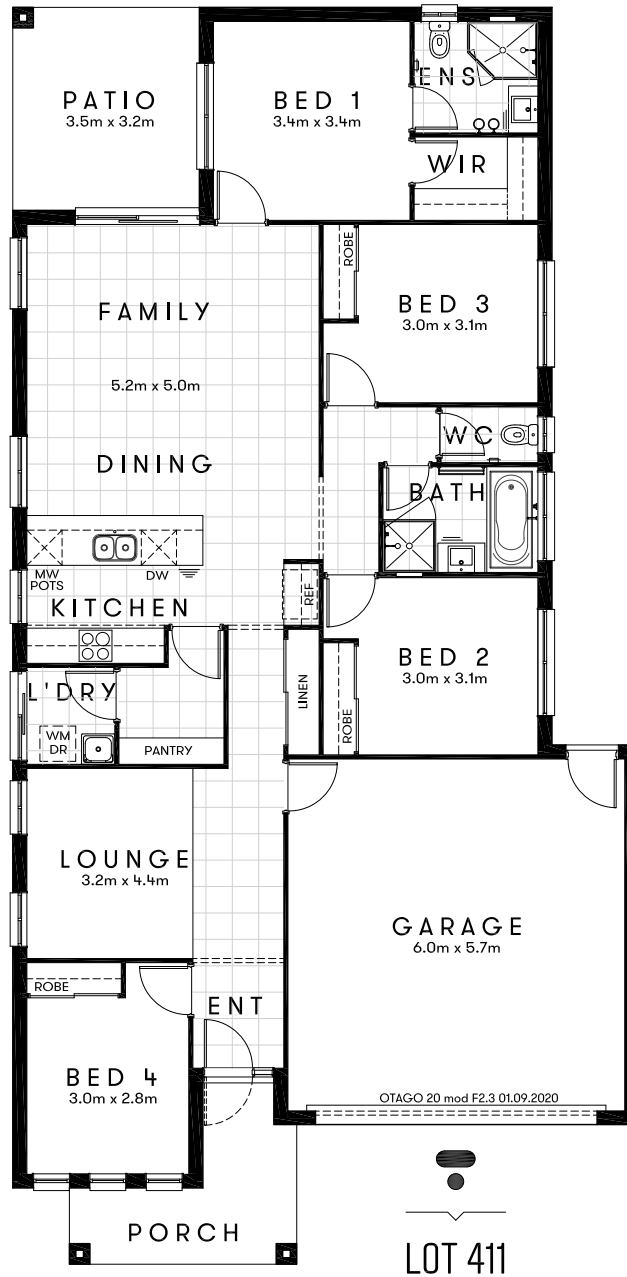 PATIO
3.5m x 3.2m
BED 1
3.4m x 3.4m
ENS
WIR
FAMILY
5.2m x 5.0m
DINING
ROBE
BED 3
3.0m x 3.1m
WC
BATH
MW
POTS
DW
KITCHEN
REF
BED 2
3.0m x 3.1m
ROBE
LINEN
L'DRY
WM
DR
PANTRY
LOUNGE
3.2m x 4.4m
GARAGE
6.0m x 5.7m
ROBE
ENT
BED 4
3.0m x 2.8m
OTAGO 20 mod F2.3 01.09.2020
PORCH
LOT 411